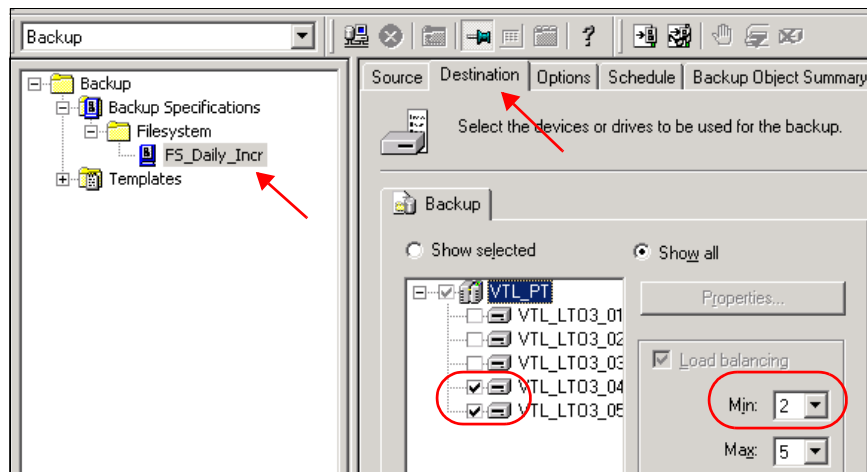 Backup
?
Backup
Backup Specifications
Filesystem
FS_Daily_Incr
Templates
Source Destination Options Schedule Backup Object Summary
Select the devices or drives to be used for the backup.
Backup
Show selected Show all
VTL_PT
VTL_LTO3_01
VTL_LTO3_02
VTL_LTO3_03
VTL_LTO3_04
VTL_LTO3_05
Properties...
Load balancing
Min: 2
Max: 5